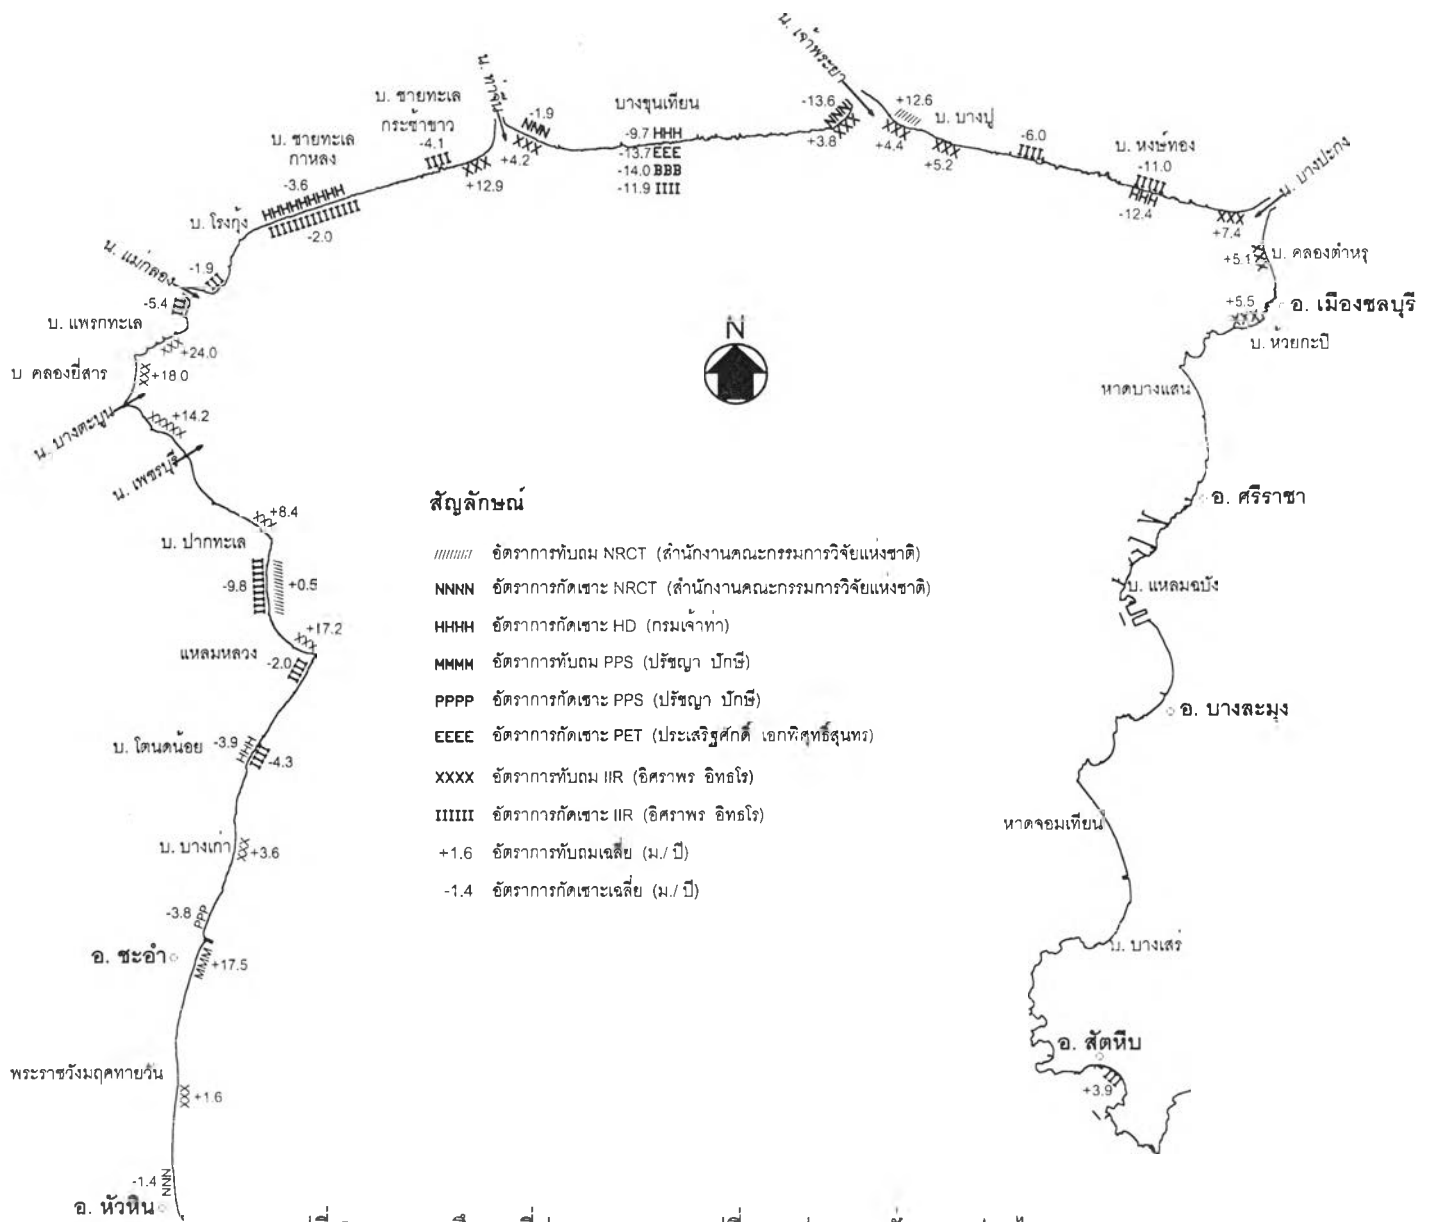 น. เจ้าพระยา
น. ท่าจีน
บ. ชายทะเล
กระซ้าขาว
-4.1
-1.9
+4.2
+12.9
บางขุนเทียน
-9.7 HHH
-13.7 EEE
-14.0 BBB
-11.9 IIII
-13.6
NNNN
XXX
+3.8
+12.6
XXX
+4.4
บ. บางปู
XXX
+5.2
-6.0
IIII
บ. หงษ์ทอง
-11.0
IIIII
HHH
-12.4
น. บางปะกง
XXX
+7.4
บ. ชายทะเล
กาหลง
-3.6
HHHHHHHHH
IIIIIIIIIIIIII
-2.0
บ. โรงกุ้ง
น. แม่กลอง
-1.9
III
-5.4
III
บ. แพรกทะเล
XXX
+24.0
บ คลองยี่สาร
XXX
+18.0
น. บางตะบูน
XXXXX
+14.2
น. เพชรบุรี
+5.1
XXX
บ. คลองตำหรุ
+5.5
XXX
อ. เมืองชลบุรี
บ. ห้วยกะปิ
N
หาดบางแสน
อ. ศรีราชา
บ. แหลมฉบัง
อ. บางละมุง
หาดจอมเทียน
บ. บางเสร่
อ. สัตหีบ
III
+3.9
XX
+8.4
บ. ปากทะเล
-9.8
+0.5
+17.2
XXX
แหลมหลวง
-2.0
IIII
บ. โตนดน้อย
-3.9
HHH
IIII
-4.3
บ. บางเก่า
XXX
+3.6
-3.8
PPP
อ. ชะอำ
MMM
+17.5
พระราชวังมฤคทายวัน
XXX
+1.6
-1.4
NNN
อ. หัวหิน
สัญลักษณ์
////////// อัตราการทับถม NRCT (สำนักงานคณะกรรมการวิจัยแห่งชาติ)
NNNN อัตราการกัดเซาะ NRCT (สำนักงานคณะกรรมการวิจัยแห่งชาติ)
HHHH อัตราการกัดเซาะ HD (กรมเจ้าท่า)
MMMM อัตราการทับถม PPS (ปรัชญา ปักษี)
PPPP อัตราการกัดเซาะ PPS (ปรัชญา ปักษี)
EEEE อัตราการกัดเซาะ PET (ประเสริฐศักดิ์ เอกพิศุทธิ์สุนทร)
XXXX อัตราการทับถม IIR (อิศราพร อิทธโร)
IIIIII อัตราการกัดเซาะ IIR (อิศราพร อิทธโร)
+1.6 อัตราการทับถมเฉลี่ย (ม./ ปี)
-1.4 อัตราการกัดเซาะเฉลี่ย (ม./ ปี)